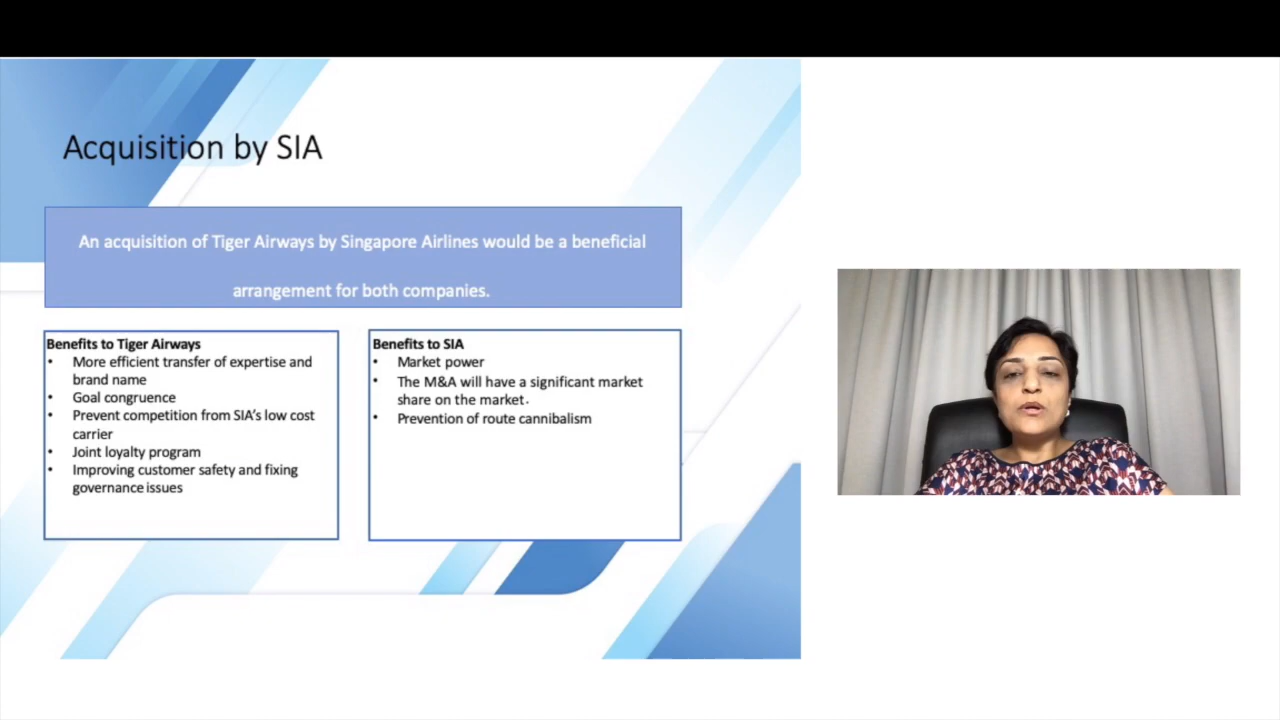 Acquisition by SIA
An acquisition of Tiger Airways by Singapore Airlines would be a beneficial
arrangement for both companies.
Benefits to Tiger Airways
• More efficient transfer of expertise and
brand name
• Goal congruence
• Prevent competition from SIA's low cost
carrier
• Joint loyalty program
• Improving customer safety and fixing
governance issues
Benefits to SIA
• Market power
• The M&A will have a significant market
share on the market.
• Prevention of route cannibalism